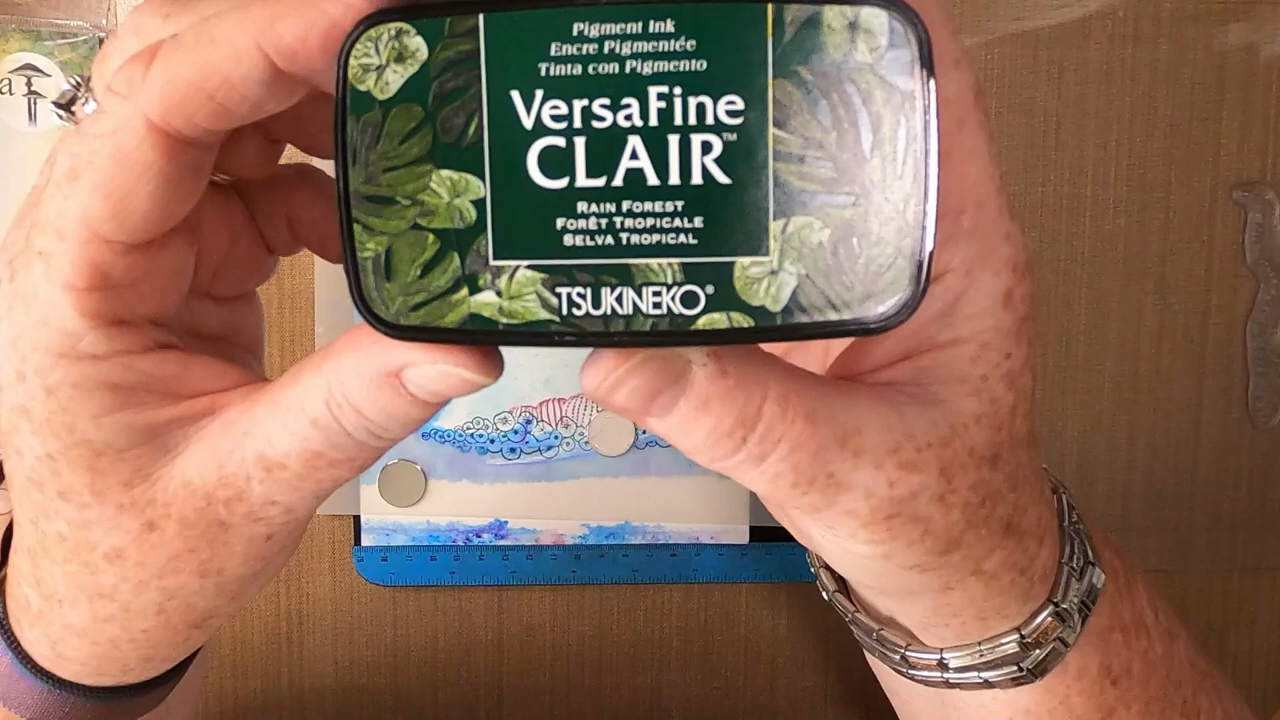 Pigment Ink
Encre Pigmentée
Tinta con Pigmento
VersaFine
CLAIR™
RAIN FOREST
FORÊT TROPICALE
SELVA TROPICAL
TSUKINEKO®
a